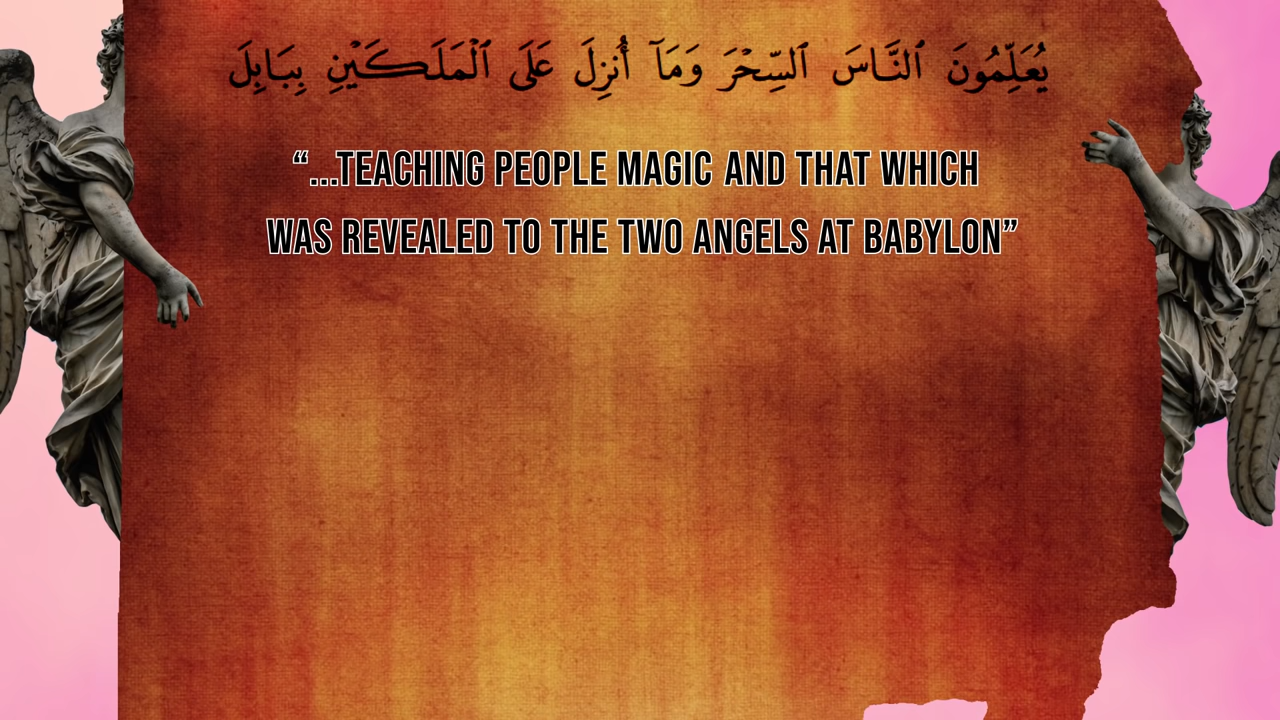 يُعَلِّمُونَ ٱلنَّاسَ ٱلسِّحْرَ وَمَآ أُنزِلَ عَلَى ٱلْمَلَكَيْنِ بِبَابِلَ
“...TEACHING PEOPLE MAGIC AND THAT WHICH
WAS REVEALED TO THE TWO ANGELS AT BABYLON”